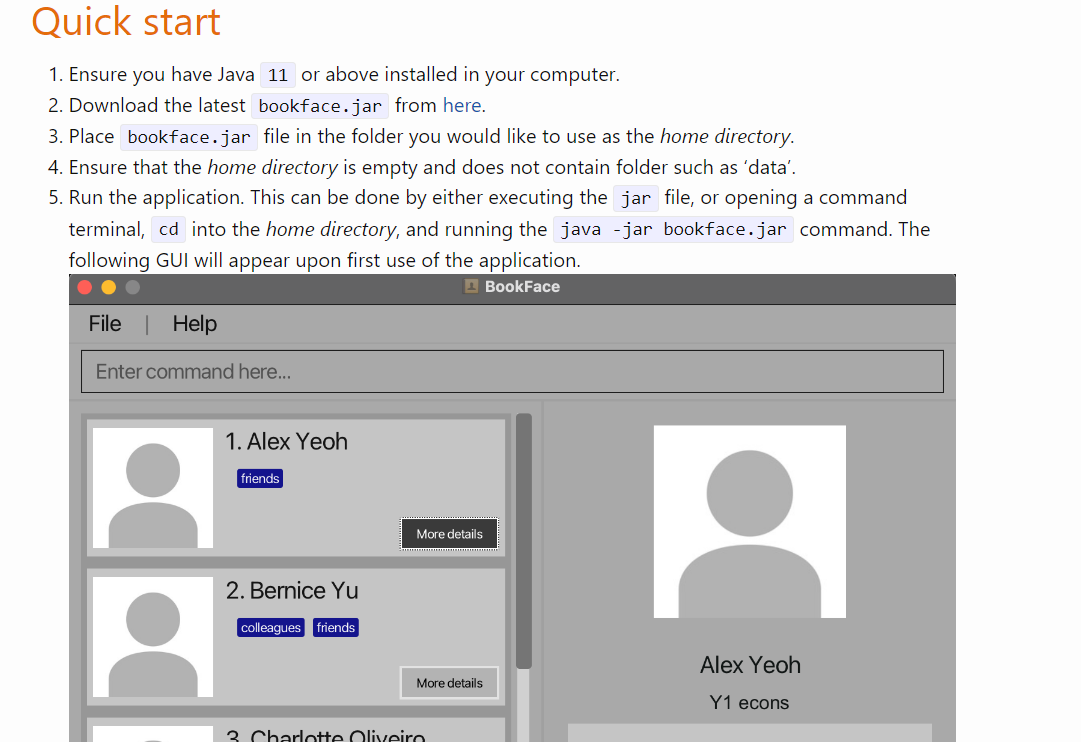 Quick start
1. Ensure you have Java 11 or above installed in your computer.
2. Download the latest bookface.jar from here.
3. Place bookface.jar file in the folder you would like to use as the home directory.
4. Ensure that the home directory is empty and does not contain folder such as ‘data’.
5. Run the application. This can be done by either executing the jar file, or opening a command
terminal, cd into the home directory, and running the java -jar bookface.jar command. The
following GUI will appear upon first use of the application.
BookFace
File | Help
Enter command here...
1. Alex Yeoh
friends
More details
2. Bernice Yu
colleagues friends
More details
3. Charlotte Oliveiro
Alex Yeoh
Y1 econs